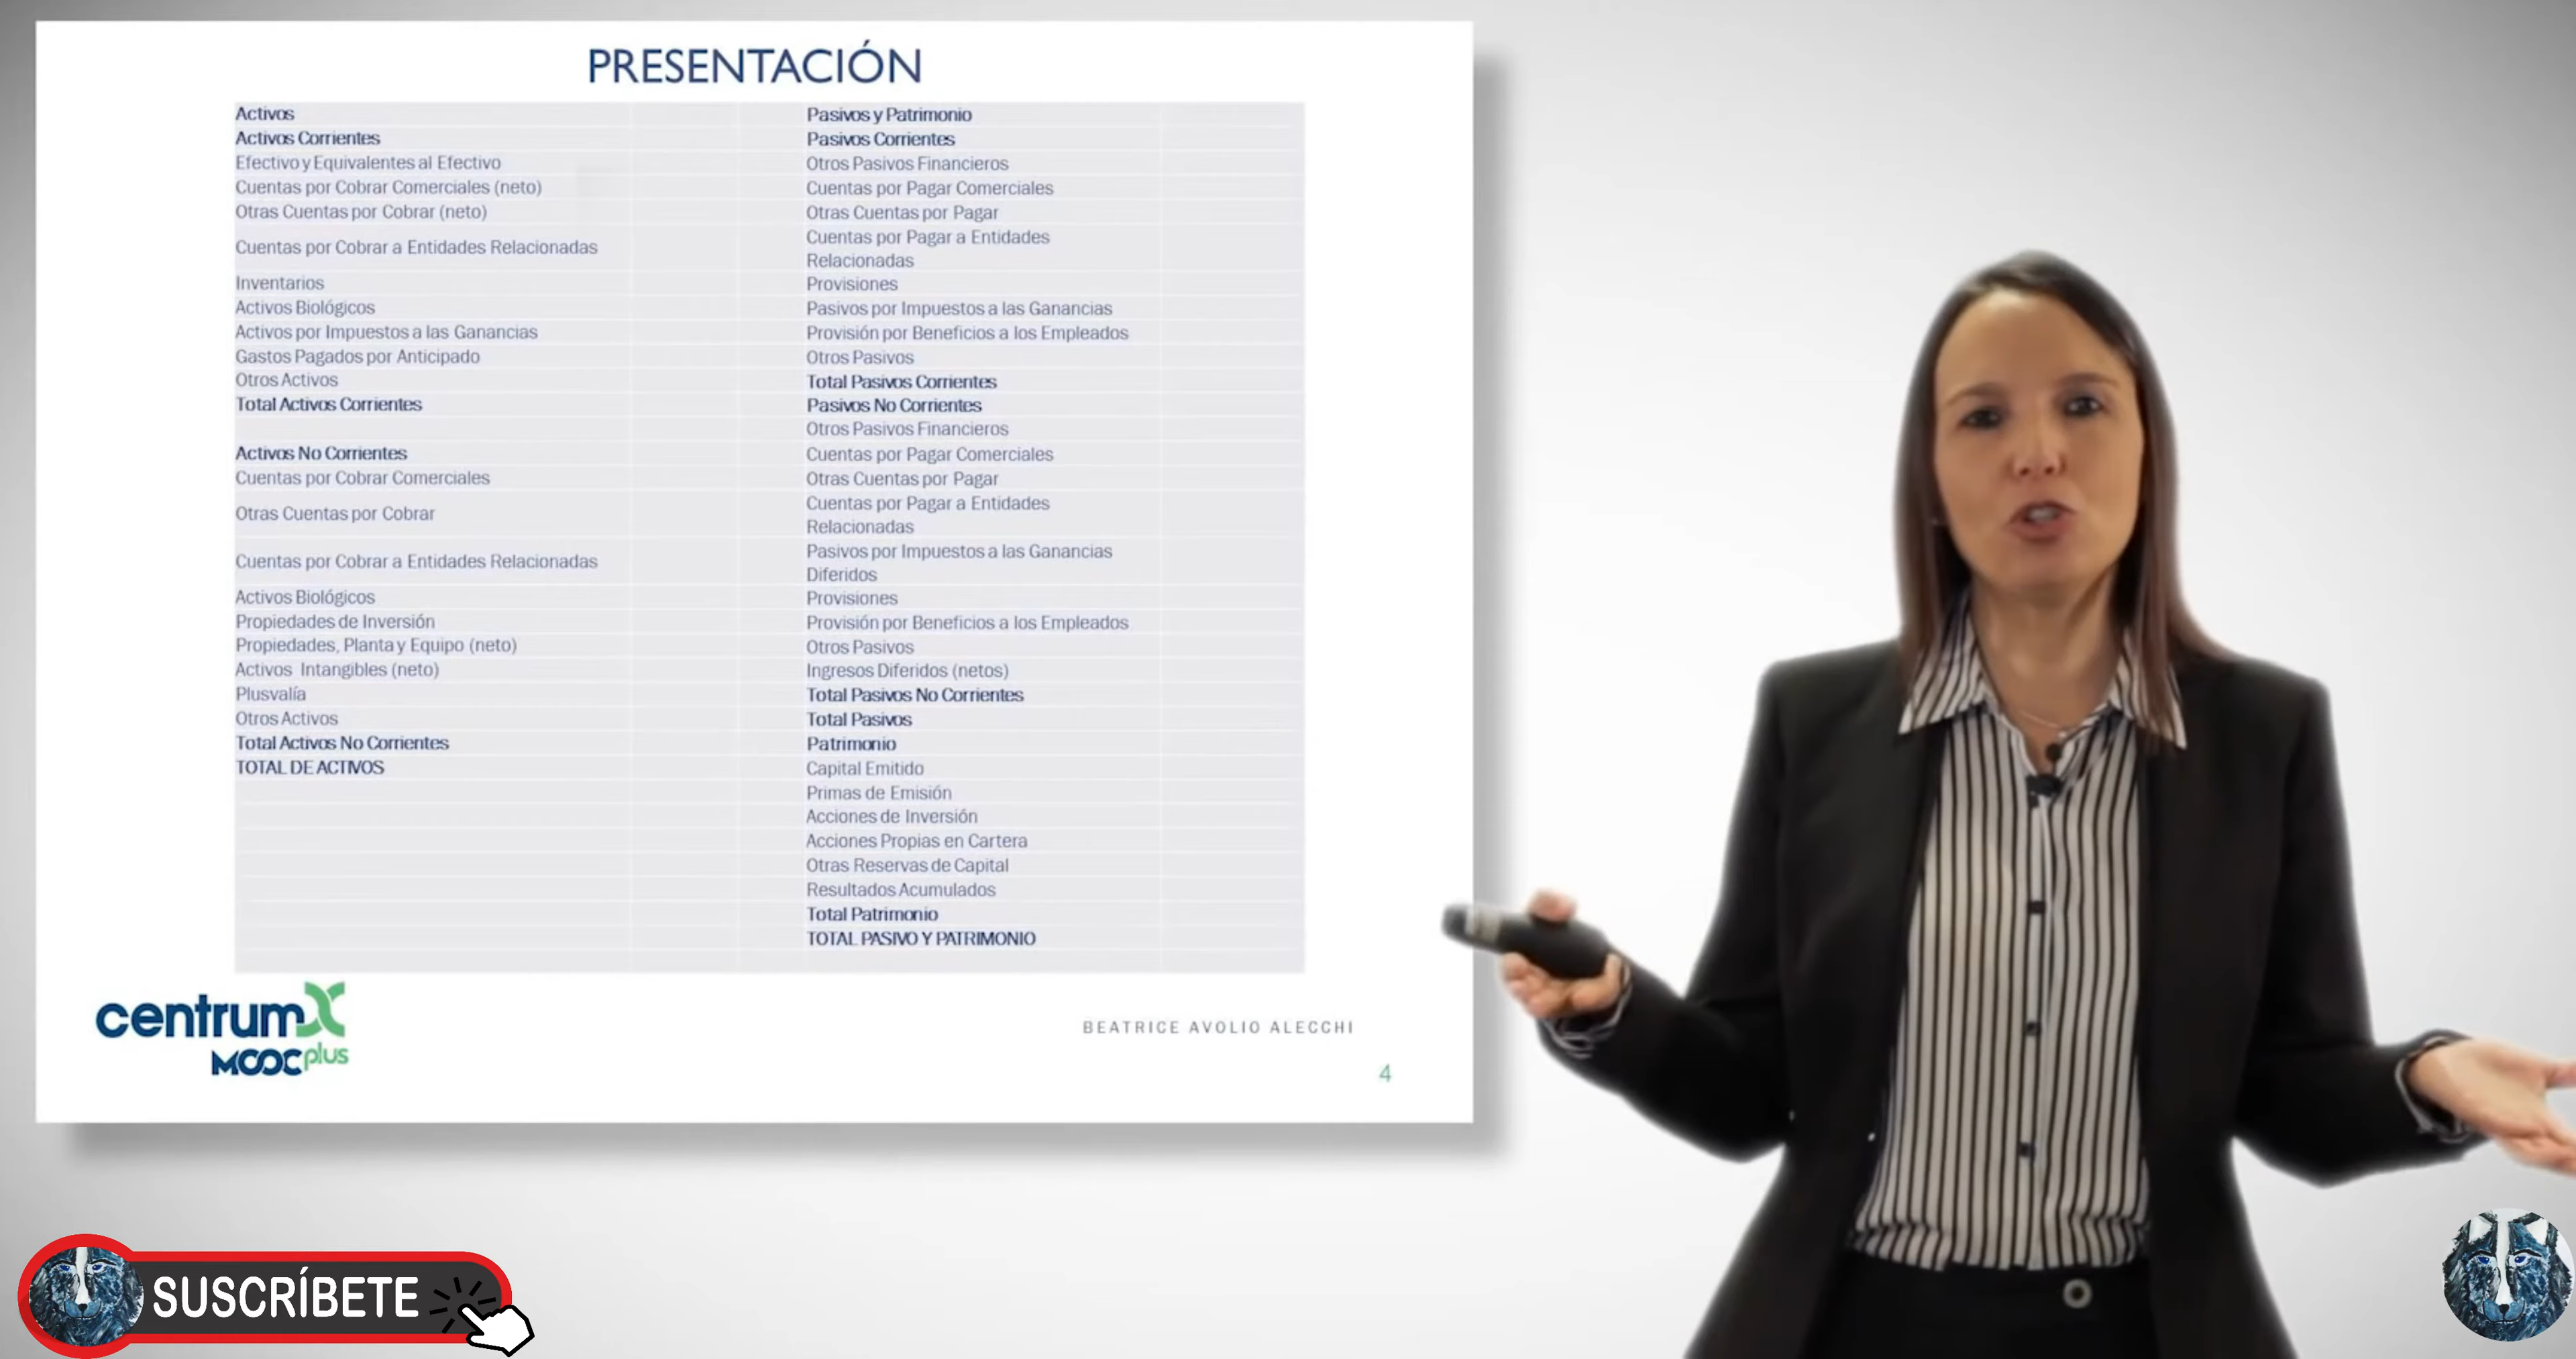 PRESENTACIÓN
Activos
Activos Corrientes
Efectivo y Equivalentes al Efectivo
Cuentas por Cobrar Comerciales (neto)
Otras Cuentas por Cobrar (neto)
Cuentas por Cobrar a Entidades Relacionadas
Inventarios
Activos Biológicos
Activos por Impuestos a las Ganancias
Gastos Pagados por Anticipado
Otros Activos
Total Activos Corrientes
Activos No Corrientes
Cuentas por Cobrar Comerciales
Otras Cuentas por Cobrar
Cuentas por Cobrar a Entidades Relacionadas
Activos Biológicos
Propiedades de Inversión
Propiedades, Planta y Equipo (neto)
Activos Intangibles (neto)
Plusvalía
Otros Activos
Total Activos No Corrientes
TOTAL DE ACTIVOS
Pasivos y Patrimonio
Pasivos Corrientes
Otros Pasivos Financieros
Cuentas por Pagar Comerciales
Otras Cuentas por Pagar
Cuentas por Pagar a Entidades
Relacionadas
Provisiones
Pasivos por Impuestos a las Ganancias
Provisión por Beneficios a los Empleados
Otros Pasivos
Total Pasivos Corrientes
Pasivos No Corrientes
Otros Pasivos Financieros
Cuentas por Pagar Comerciales
Otras Cuentas por Pagar
Cuentas por Pagar a Entidades
Relacionadas
Pasivos por Impuestos a las Ganancias
Diferidos
Provisiones
Provisión por Beneficios a los Empleados
Otros Pasivos
Ingresos Diferidos (netos)
Total Pasivos No Corrientes
Total Pasivos
Patrimonio
Capital Emitido
Primas de Emisión
Acciones de Inversión
Acciones Propias en Cartera
Otras Reservas de Capital
Resultados Acumulados
Total Patrimonio
TOTAL PASIVO Y PATRIMONIO
centrumX
MOOCplus
BEATRICE AVOLIO ALECCHI
4
SUSCRÍBETE